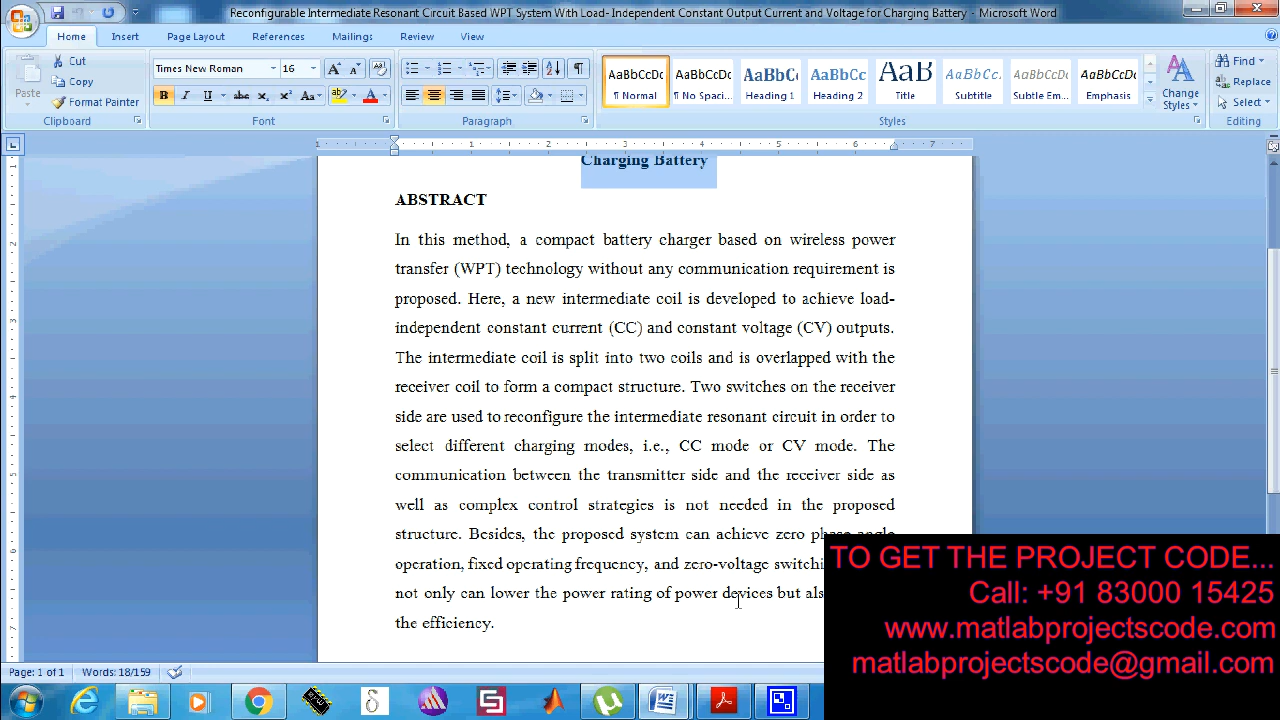 Reconfigurable Intermediate Resonant Circuit Based WPT System With Load- Independent Constant Output Current and Voltage for Charging Battery - Microsoft Word
Home Insert Page Layout References Mailings Review View
Paste
Cut
Copy
Format Painter
Clipboard
Times New Roman 16
Font
Paragraph
AaBbCcDc AaBbCcDc AaBbC AaBbCc AaB AaBbCc. AaBbCcD AaBbCcD
¶ Normal ¶ No Spaci... Heading 1 Heading 2 Title Subtitle Subtle Em... Emphasis
Change
Styles
Styles
Find
Replace
Select
Editing
Charging Battery
ABSTRACT
In this method, a compact battery charger based on wireless power
transfer (WPT) technology without any communication requirement is
proposed. Here, a new intermediate coil is developed to achieve load-
independent constant current (CC) and constant voltage (CV) outputs.
The intermediate coil is split into two coils and is overlapped with the
receiver coil to form a compact structure. Two switches on the receiver
side are used to reconfigure the intermediate resonant circuit in order to
select different charging modes, i.e., CC mode or CV mode. The
communication between the transmitter side and the receiver side as
well as complex control strategies is not needed in the proposed
structure. Besides, the proposed system can achieve zero phase angle
operation, fixed operating frequency, and zero-voltage switchi
not only can lower the power rating of power devices but als
the efficiency.
TO GET THE PROJECT CODE...
Call: +91 83000 15425
www.matlabprojectscode.com
matlabprojectscode@gmail.com
Page: 1 of 1 Words: 18/159